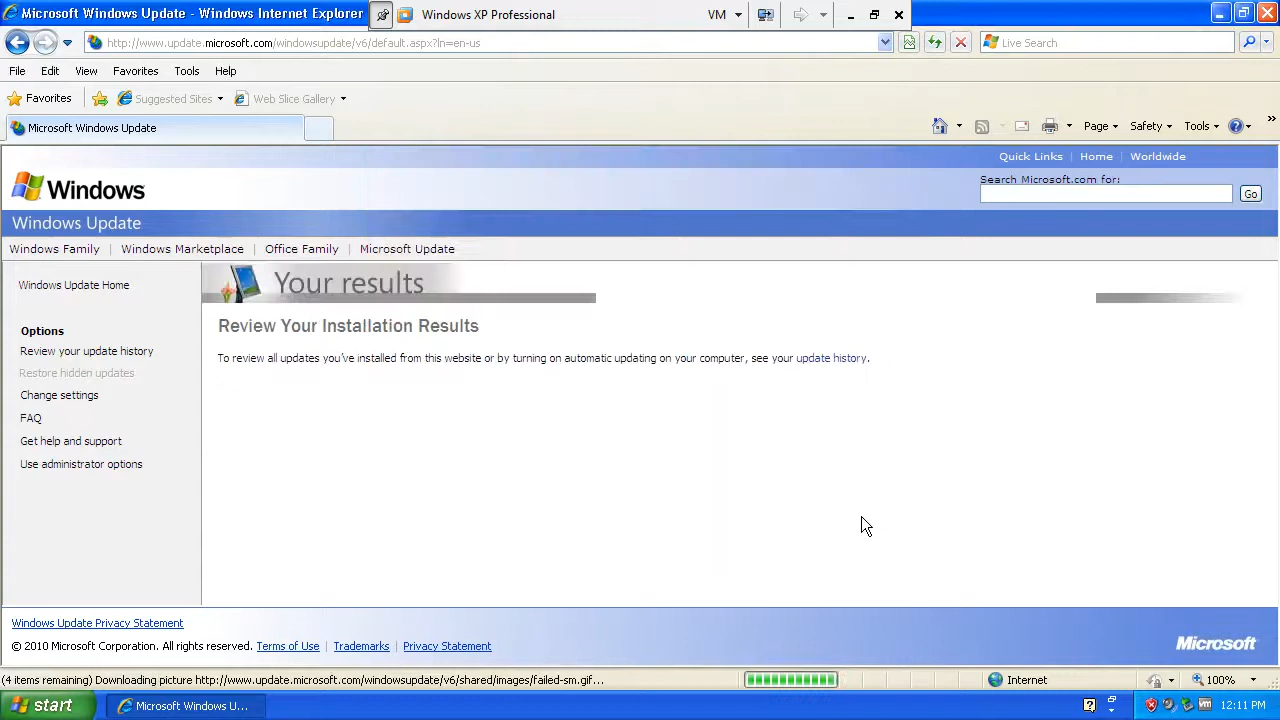 Microsoft Windows Update - Windows Internet Explorer
Windows XP Professional
VM
http://www.update.microsoft.com/windowsupdate/v6/default.aspx?ln=en-us
Live Search
File Edit View Favorites Tools Help
Favorites Suggested Sites Web Slice Gallery
Microsoft Windows Update
Page Safety Tools
Quick Links | Home | Worldwide
Windows
Search Microsoft.com for:
Go
Windows Update
Windows Family | Windows Marketplace | Office Family | Microsoft Update
Windows Update Home
Options
Review your update history
Restore hidden updates
Change settings
FAQ
Get help and support
Use administrator options
Your results
Review Your Installation Results
To review all updates you've installed from this website or by turning on automatic updating on your computer, see your update history.
Windows Update Privacy Statement
© 2010 Microsoft Corporation. All rights reserved. Terms of Use | Trademarks | Privacy Statement
Microsoft
(4 items remaining) Downloading picture http://www.update.microsoft.com/windowsupdate/v6/shared/images/failed-sm.gif...
Internet
100%
start
Microsoft Windows U...
12:11 PM